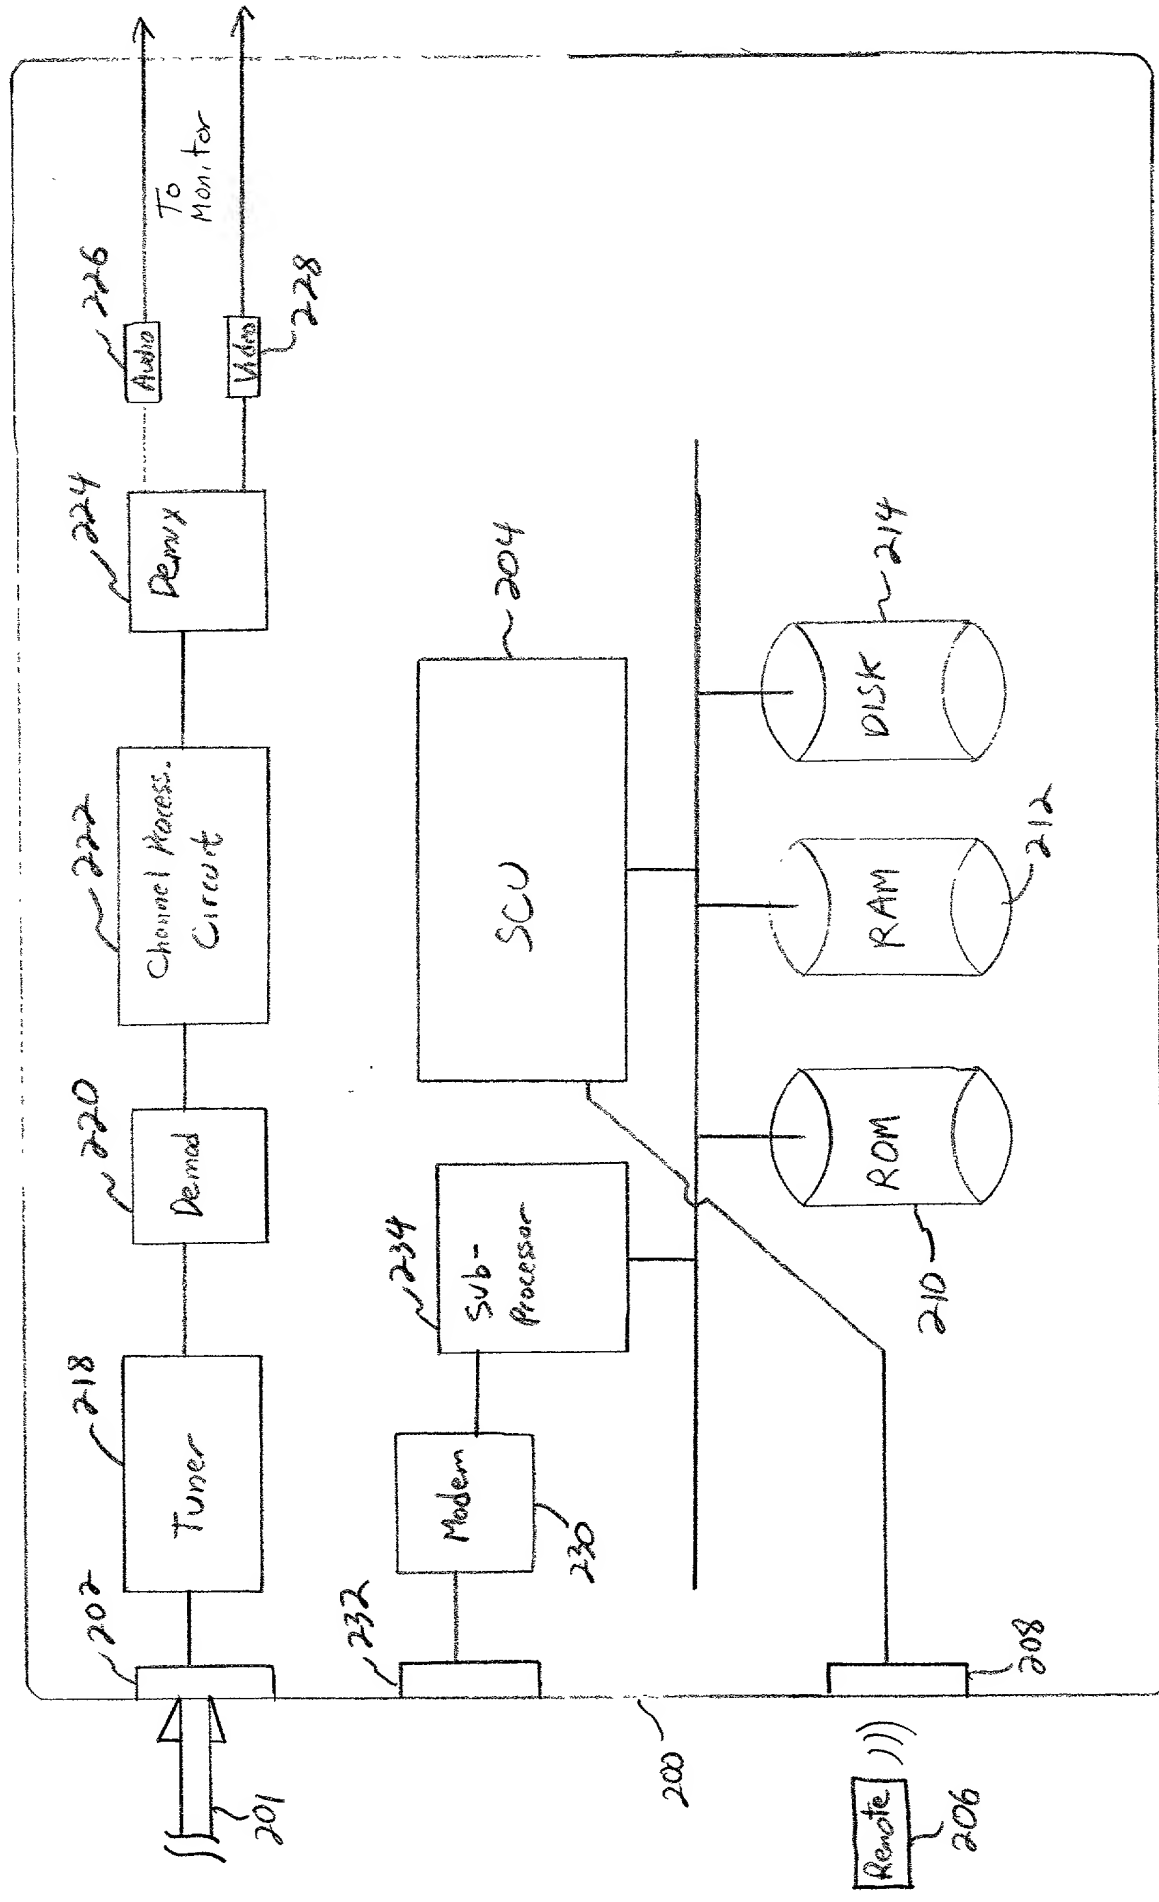 201
202
Tuner
218
Demod
220
Channel Process.
Circuit
222
Demux
224
Audio
226
Video
228
To
Monitor
232
Modem
230
Sub-
Processor
234
SCU
204
200
Remote
206
208
ROM
210
RAM
212
DISK
214